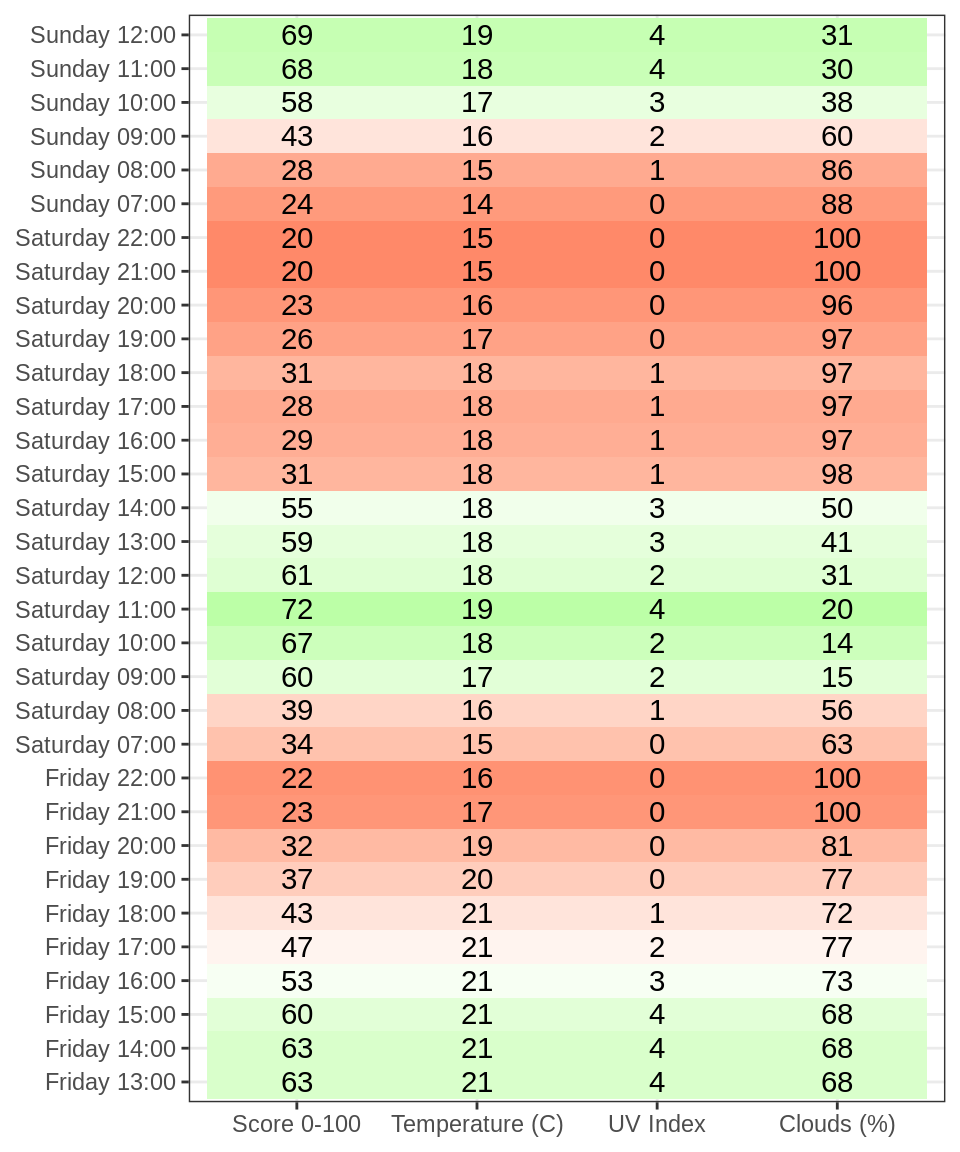 Sunday 12:00 69 19 4 31
Sunday 11:00 68 18 4 30
Sunday 10:00 58 17 3 38
Sunday 09:00 43 16 2 60
Sunday 08:00 28 15 1 86
Sunday 07:00 24 14 0 88
Saturday 22:00 20 15 0 100
Saturday 21:00 20 15 0 100
Saturday 20:00 23 16 0 96
Saturday 19:00 26 17 0 97
Saturday 18:00 31 18 1 97
Saturday 17:00 28 18 1 97
Saturday 16:00 29 18 1 97
Saturday 15:00 31 18 1 98
Saturday 14:00 55 18 3 50
Saturday 13:00 59 18 3 41
Saturday 12:00 61 18 2 31
Saturday 11:00 72 19 4 20
Saturday 10:00 67 18 2 14
Saturday 09:00 60 17 2 15
Saturday 08:00 39 16 1 56
Saturday 07:00 34 15 0 63
Friday 22:00 22 16 0 100
Friday 21:00 23 17 0 100
Friday 20:00 32 19 0 81
Friday 19:00 37 20 0 77
Friday 18:00 43 21 1 72
Friday 17:00 47 21 2 77
Friday 16:00 53 21 3 73
Friday 15:00 60 21 4 68
Friday 14:00 63 21 4 68
Friday 13:00 63 21 4 68
Score 0-100 Temperature (C) UV Index Clouds (%)